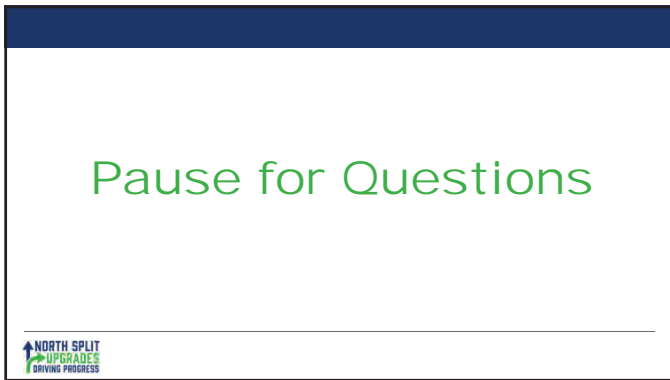 Pause for Questions
NORTH SPLIT
UPGRADES
DRIVING PROGRESS